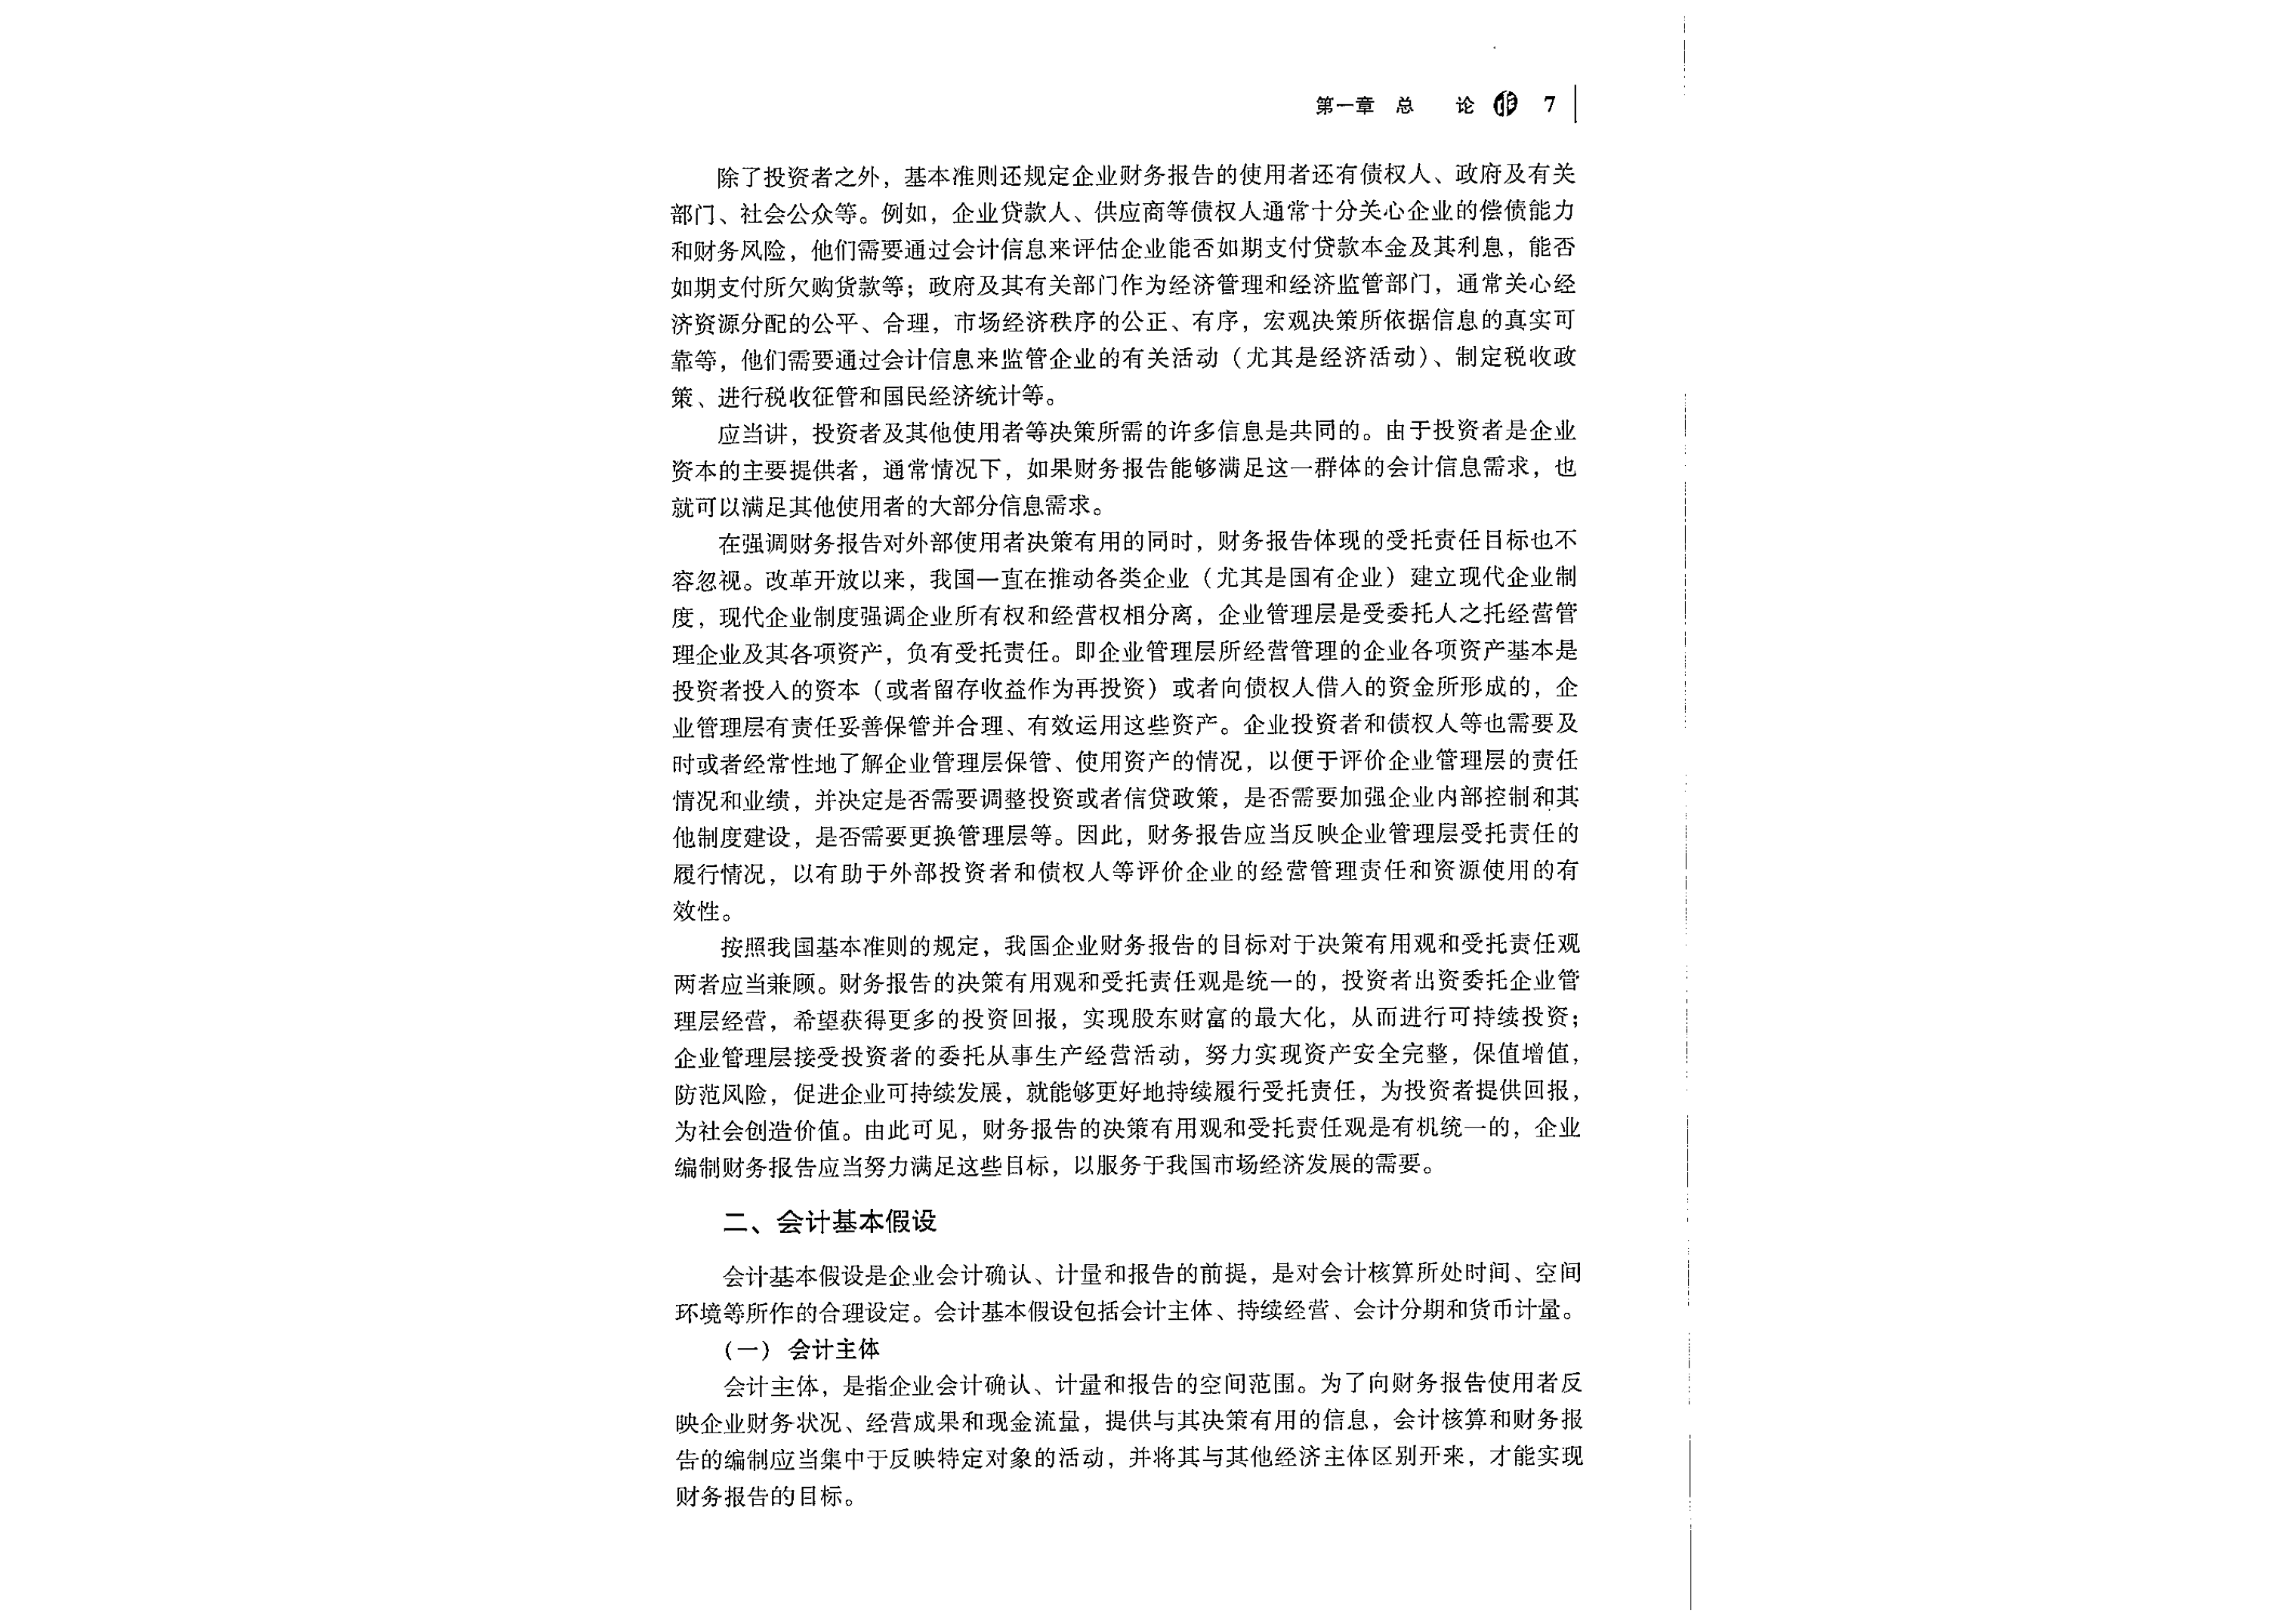 第一章 总 论 7
除了投资者之外，基本准则还规定企业财务报告的使用者还有债权人、政府及有关
部门、社会公众等。例如，企业贷款人、供应商等债权人通常十分关心企业的偿债能力
和财务风险，他们需要通过会计信息来评估企业能否如期支付贷款本金及其利息，能否
如期支付所欠购货款等；政府及其有关部门作为经济管理和经济监管部门，通常关心经
济资源分配的公平、合理，市场经济秩序的公正、有序，宏观决策所依据信息的真实可
靠等，他们需要通过会计信息来监管企业的有关活动（尤其是经济活动）、制定税收政
策、进行税收征管和国民经济统计等。
应当讲，投资者及其他使用者等决策所需的许多信息是共同的。由于投资者是企业
资本的主要提供者，通常情况下，如果财务报告能够满足这一群体的会计信息需求，也
就可以满足其他使用者的大部分信息需求。
在强调财务报告对外部使用者决策有用的同时，财务报告体现的受托责任目标也不
容忽视。改革开放以来，我国一直在推动各类企业（尤其是国有企业）建立现代企业制
度，现代企业制度强调企业所有权和经营权相分离，企业管理层是受委托人之托经营管
理企业及其各项资产，负有受托责任。即企业管理层所经营管理的企业各项资产基本是
投资者投入的资本（或者留存收益作为再投资）或者向债权人借入的资金所形成的，企
业管理层有责任妥善保管并合理、有效运用这些资产。企业投资者和债权人等也需要及
时或者经常性地了解企业管理层保管、使用资产的情况，以便于评价企业管理层的责任
情况和业绩，并决定是否需要调整投资或者信贷政策，是否需要加强企业内部控制和其
他制度建设，是否需要更换管理层等。因此，财务报告应当反映企业管理层受托责任的
履行情况，以有助于外部投资者和债权人等评价企业的经营管理责任和资源使用的有
效性。
按照我国基本准则的规定，我国企业财务报告的目标对于决策有用观和受托责任观
两者应当兼顾。财务报告的决策有用观和受托责任观是统一的，投资者出资委托企业管
理层经营，希望获得更多的投资回报，实现股东财富的最大化，从而进行可持续投资；
企业管理层接受投资者的委托从事生产经营活动，努力实现资产安全完整，保值增值，
防范风险，促进企业可持续发展，就能够更好地持续履行受托责任，为投资者提供回报，
为社会创造价值。由此可见，财务报告的决策有用观和受托责任观是有机统一的，企业
编制财务报告应当努力满足这些目标，以服务于我国市场经济发展的需要。
二、会计基本假设
会计基本假设是企业会计确认、计量和报告的前提，是对会计核算所处时间、空间
环境等所作的合理设定。会计基本假设包括会计主体、持续经营、会计分期和货币计量。
（一）会计主体
会计主体，是指企业会计确认、计量和报告的空间范围。为了向财务报告使用者反
映企业财务状况、经营成果和现金流量，提供与其决策有用的信息，会计核算和财务报
告的编制应当集中于反映特定对象的活动，并将其与其他经济主体区别开来，才能实现
财务报告的目标。